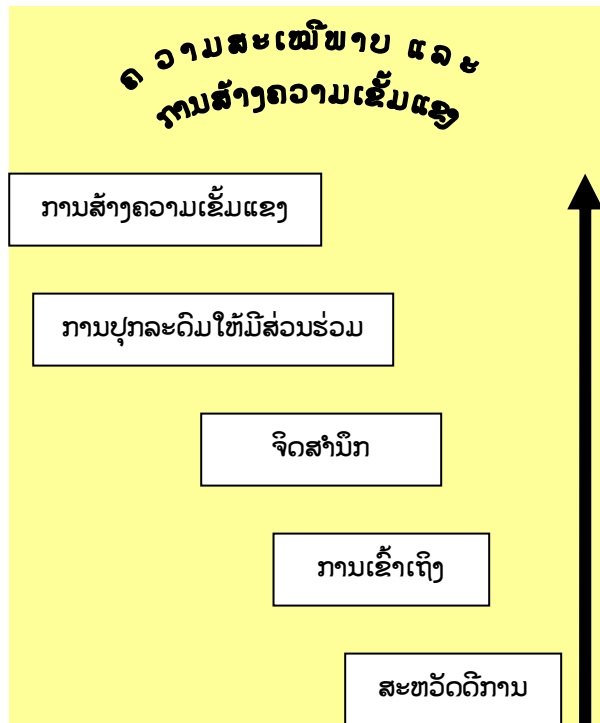 ຄວາມສະເໝີພາບ ແລະ
ການສ້າງຄວາມເຂັ້ມແຂງ
ການສ້າງຄວາມເຂັ້ມແຂງ
ການປຸກລະດົມໃຫ້ມີສ່ວນຮ່ວມ
ຈິດສຳນຶກ
ການເຂົ້າເຖິງ
ສະຫວັດດີການ